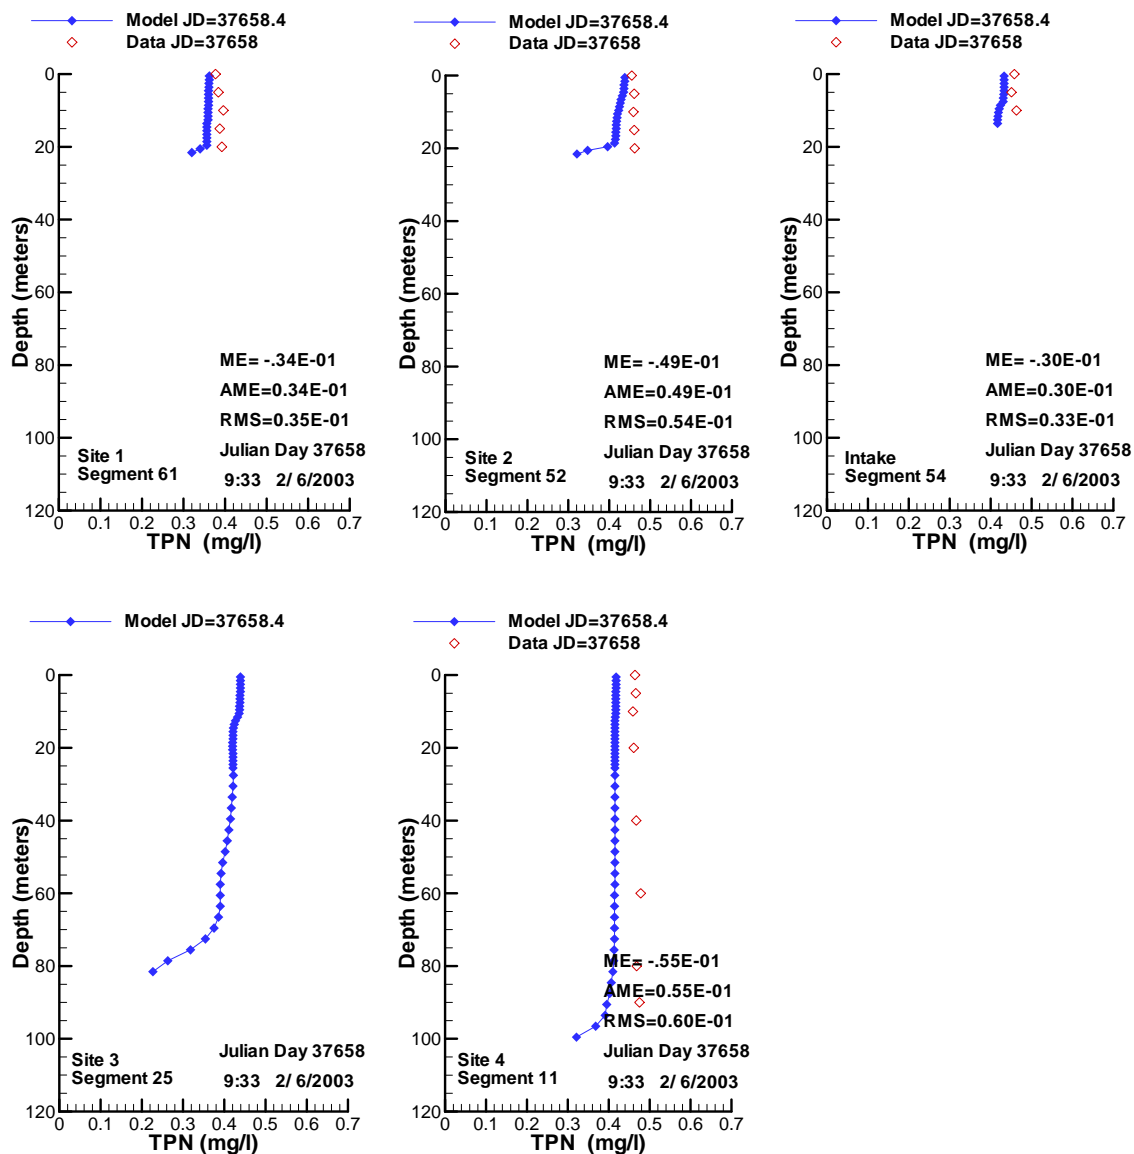 Model JD=37658.4
Data JD=37658
0
20
40
60
80
100
120
Depth (meters)
ME= -.34E-01
AME=0.34E-01
RMS=0.35E-01
Julian Day 37658
9:33 2/ 6/2003
Site 1
Segment 61
0 0.1 0.2 0.3 0.4 0.5 0.6 0.7
TPN (mg/l)
Model JD=37658.4
Data JD=37658
0
20
40
60
80
100
120
Depth (meters)
ME= -.49E-01
AME=0.49E-01
RMS=0.54E-01
Julian Day 37658
9:33 2/ 6/2003
Site 2
Segment 52
0 0.1 0.2 0.3 0.4 0.5 0.6 0.7
TPN (mg/l)
Model JD=37658.4
Data JD=37658
0
20
40
60
80
100
120
Depth (meters)
ME= -.30E-01
AME=0.30E-01
RMS=0.33E-01
Julian Day 37658
9:33 2/ 6/2003
Intake
Segment 54
0 0.1 0.2 0.3 0.4 0.5 0.6 0.7
TPN (mg/l)
Model JD=37658.4
0
20
40
60
80
100
120
Depth (meters)
Julian Day 37658
9:33 2/ 6/2003
Site 3
Segment 25
0 0.1 0.2 0.3 0.4 0.5 0.6 0.7
TPN (mg/l)
Model JD=37658.4
Data JD=37658
0
20
40
60
80
100
120
Depth (meters)
ME= -.55E-01
AME=0.55E-01
RMS=0.60E-01
Julian Day 37658
9:33 2/ 6/2003
Site 4
Segment 11
0 0.1 0.2 0.3 0.4 0.5 0.6 0.7
TPN (mg/l)